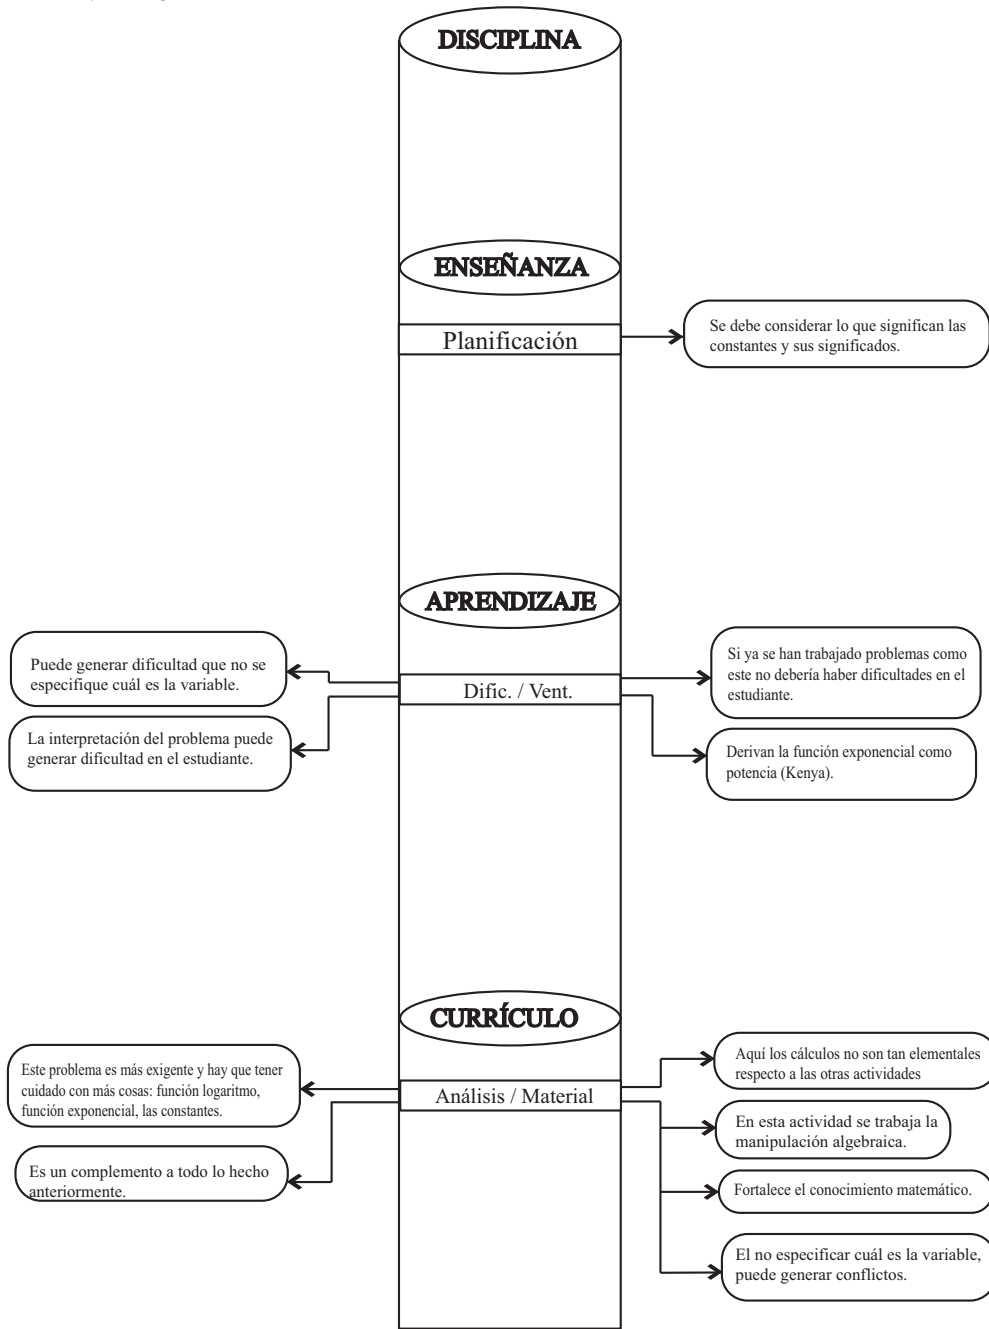 DISCIPLINA
ENSEÑANZA
Planificación
Se debe considerar lo que significan las
constantes y sus significados.
APRENDIZAJE
Puede generar dificultad que no se
especifique cuál es la variable.
La interpretación del problema puede
generar dificultad en el estudiante.
Dific. / Vent.
Si ya se han trabajado problemas como
este no debería haber dificultades en el
estudiante.
Derivan la función exponencial como
potencia (Kenya).
CURRÍCULO
Este problema es más exigente y hay que tener
cuidado con más cosas: función logaritmo,
función exponencial, las constantes.
Es un complemento a todo lo hecho
anteriormente.
Análisis / Material
Aquí los cálculos no son tan elementales
respecto a las otras actividades
En esta actividad se trabaja la
manipulación algebraica.
Fortalece el conocimiento matemático.
El no especificar cuál es la variable,
puede generar conflictos.